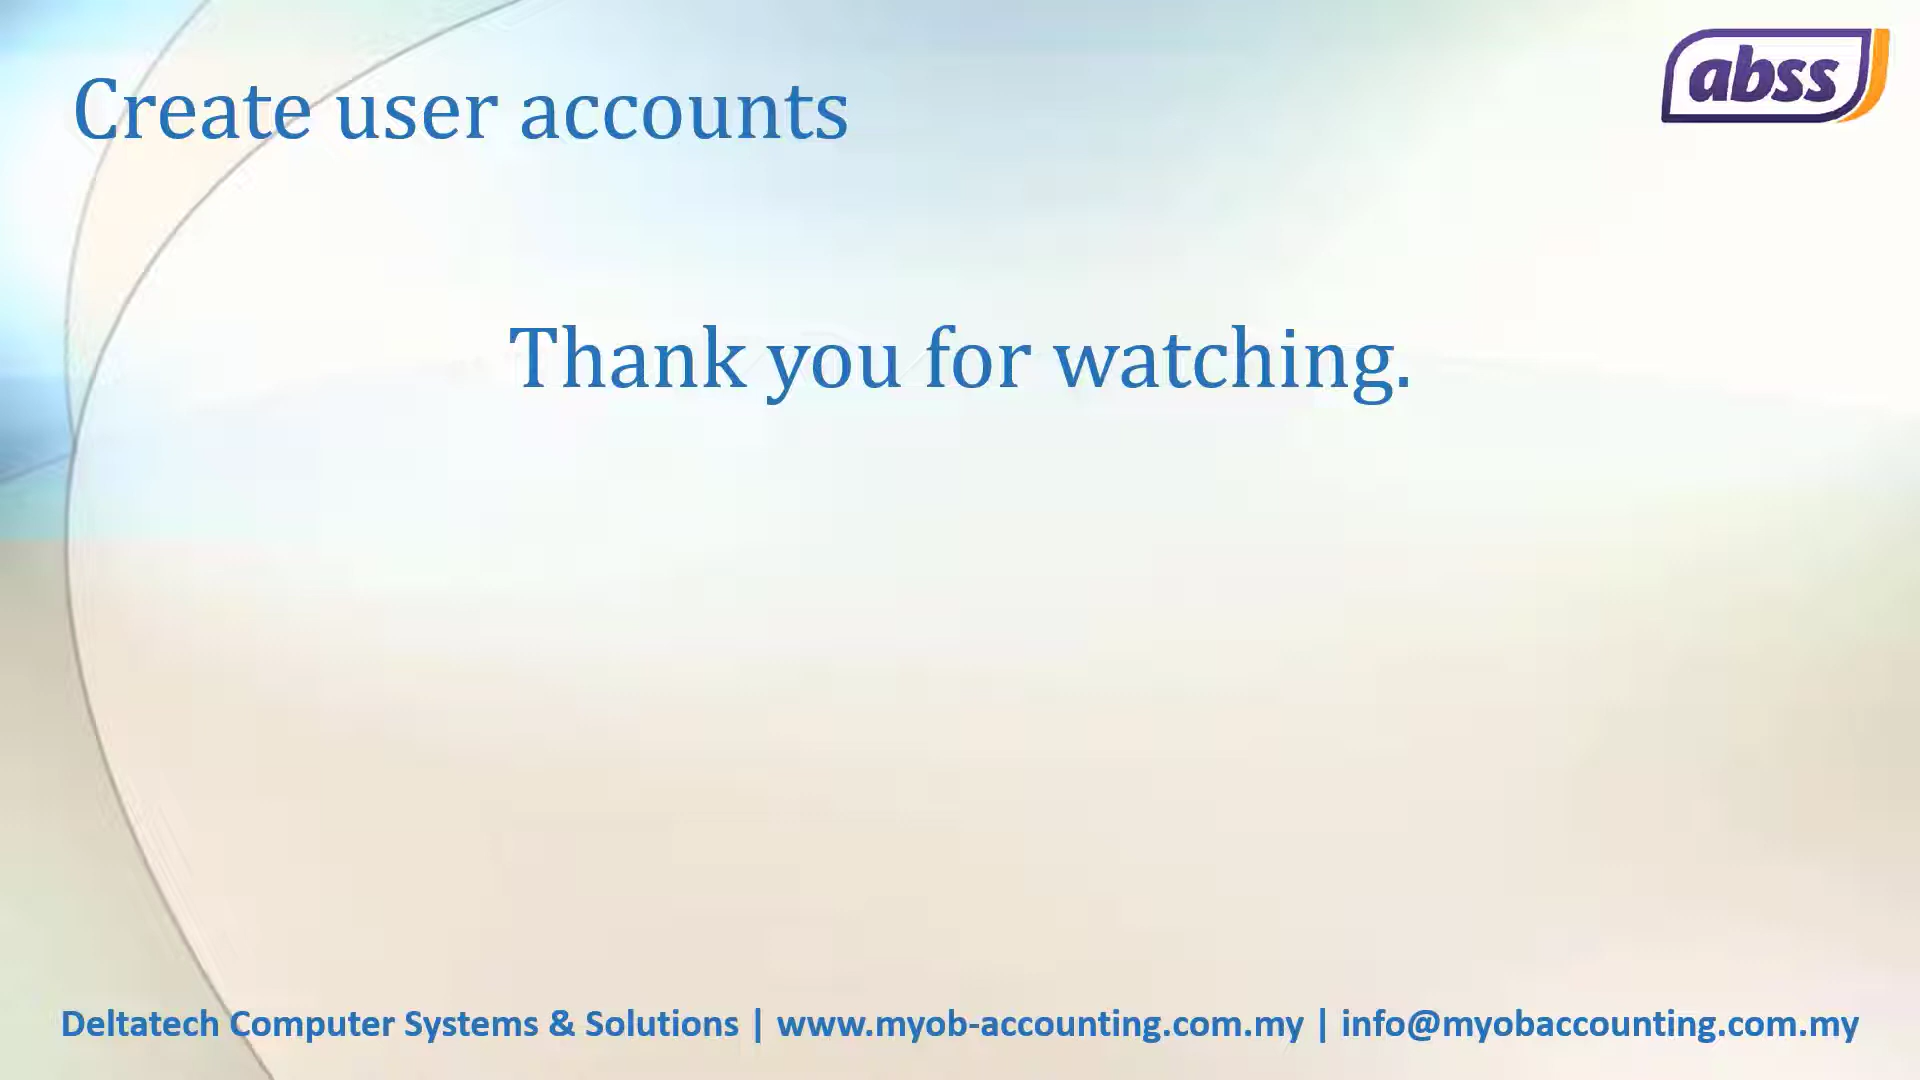 Create user accounts
abss
Thank you for watching.
Deltatech Computer Systems & Solutions | www.myob-accounting.com.my | info@myobaccounting.com.my